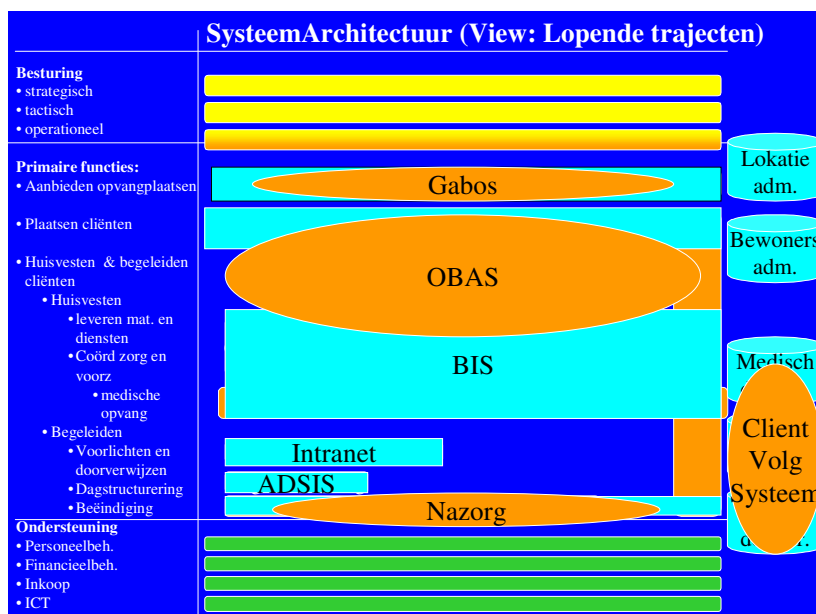 SysteemArchitectuur (View: Lopende trajecten)
Besturing
• strategisch
• tactisch
• operationeel
Primaire functies:
• Aanbieden opvangplaatsen
• Plaatsen cliënten
• Huisvesten & begeleiden
cliënten
• Huisvesten
• leveren mat. en
diensten
• Coörd zorg en
voorz
• medische
opvang
• Begeleiden
• Voorlichten en
doorverwijzen
• Dagstructurering
• Beëindiging
Ondersteuning
• Personeelbeh.
• Financieelbeh.
• Inkoop
• ICT
Gabos
OBAS
BIS
Intranet
ADSIS
Nazorg
Lokatie
adm.
Bewoners
adm.
Medisch
Client
Volg
Systeem